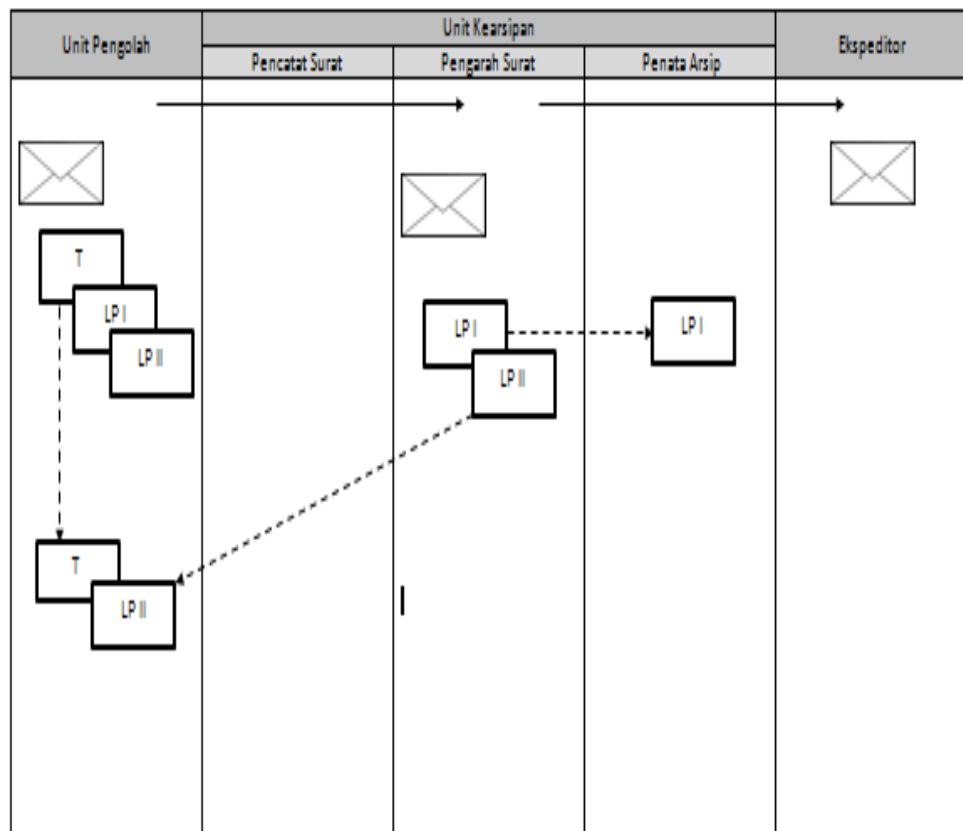 Unit Pengolah
Unit Kearsipan
Ekspeditor
Pencatat Surat
Pengarah Surat
Penata Arsip
T
LP I
LP II
LP I
LP II
LP I
T
LP II